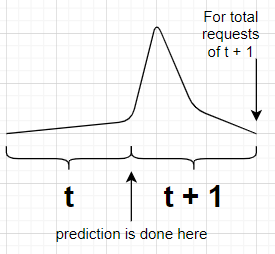 For total
requests
of t + 1
t
t + 1
prediction is done here